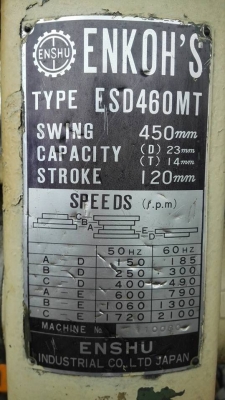 ENSHU
ENKOH'S
TYPE ESD460MT
SWING 450mm
CAPACITY (D) 23mm
(T) 14mm
STROKE 120mm
SPEEDS (r.p.m)
C B A E D
50HZ 60HZ
A D 150 185
B D 250 300
C D 400 490
A E 600 790
B E 1060 1300
C E 1720 2100
MACHINE No
ENSHU
INDUSTRIAL CO., LTD JAPAN